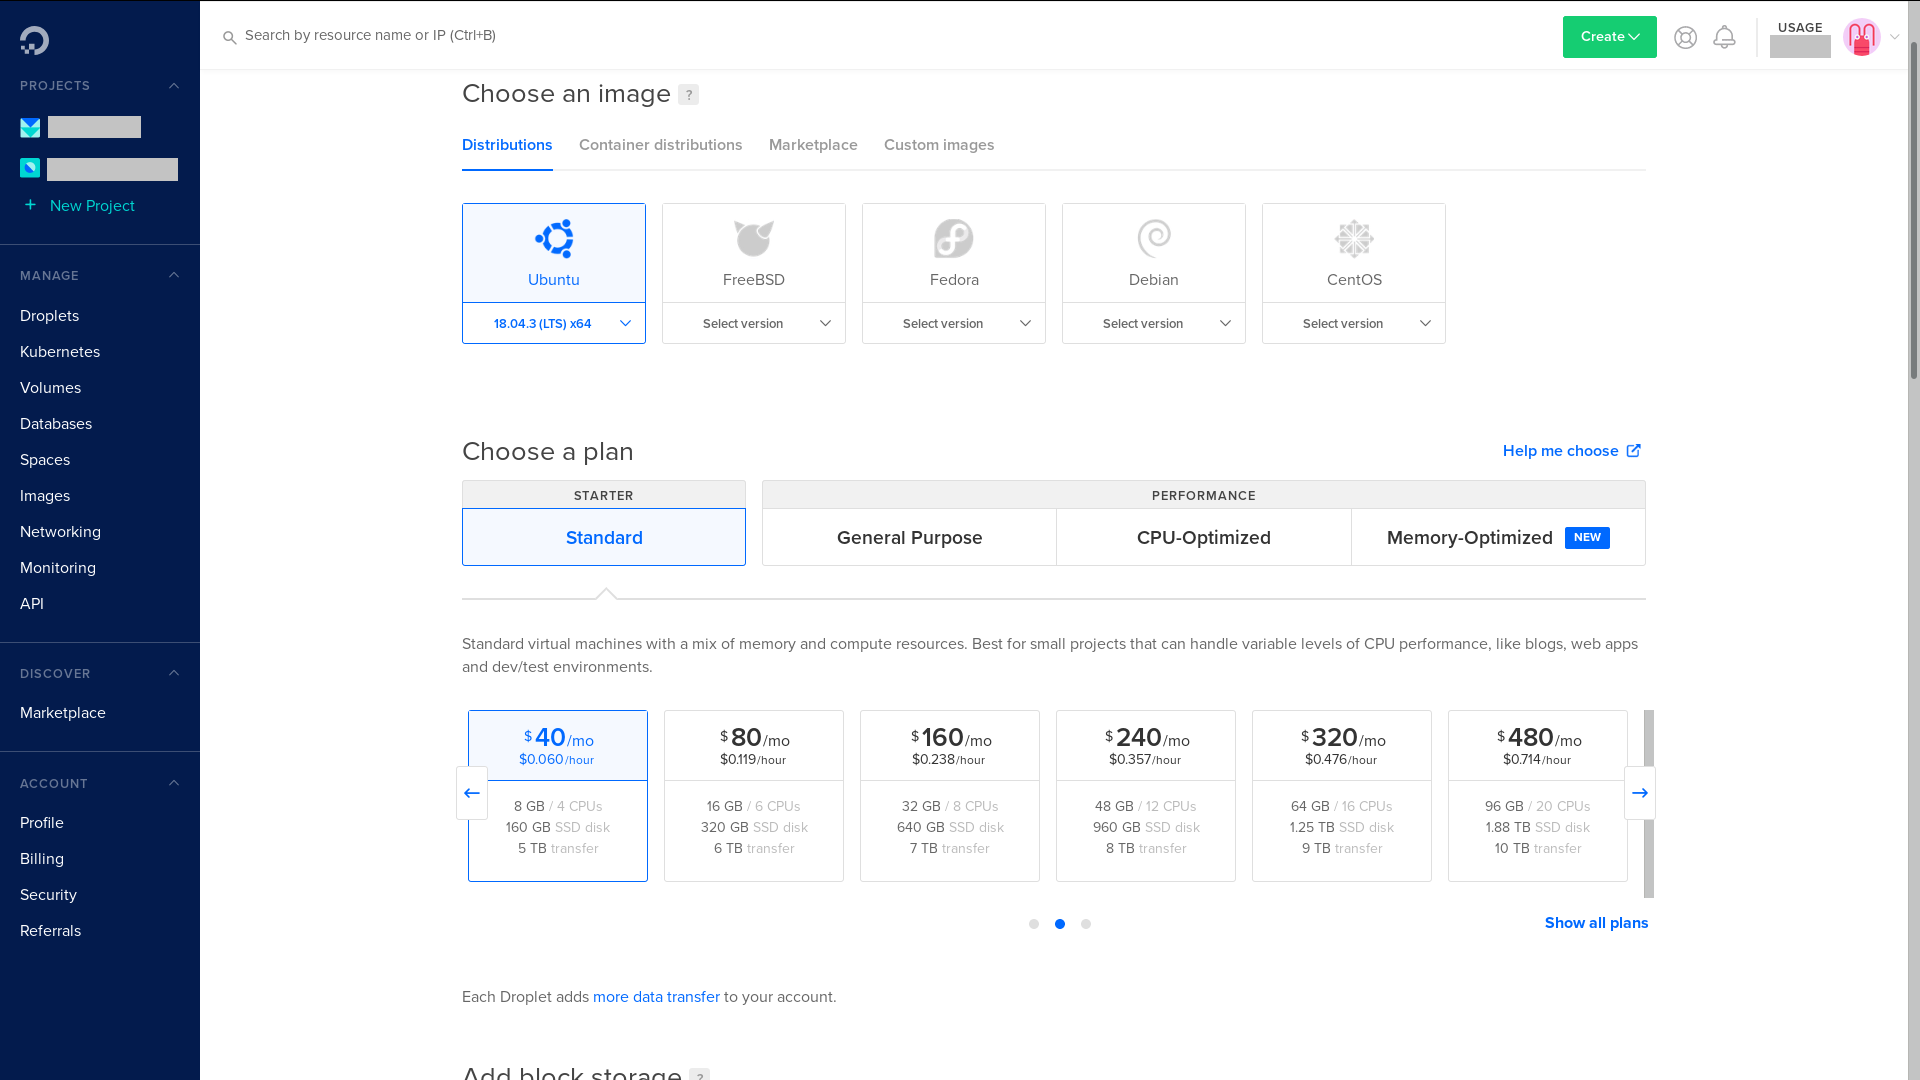 Search by resource name or IP (Ctrl+B)
Create
USAGE
PROJECTS
+ New Project
MANAGE
Droplets
Kubernetes
Volumes
Databases
Spaces
Images
Networking
Monitoring
API
DISCOVER
Marketplace
ACCOUNT
Profile
Billing
Security
Referrals
Choose an image ?
Distributions Container distributions Marketplace Custom images
Ubuntu FreeBSD Fedora Debian CentOS
18.04.3 (LTS) x64 Select version Select version Select version Select version
Choose a plan
Help me choose
STARTER PERFORMANCE
Standard General Purpose CPU-Optimized Memory-Optimized NEW
Standard virtual machines with a mix of memory and compute resources. Best for small projects that can handle variable levels of CPU performance, like blogs, web apps
and dev/test environments.
$40/mo $80/mo $160/mo $240/mo $320/mo $480/mo
$0.060/hour $0.119/hour $0.238/hour $0.357/hour $0.476/hour $0.714/hour
8 GB / 4 CPUs 16 GB / 6 CPUs 32 GB / 8 CPUs 48 GB / 12 CPUs 64 GB / 16 CPUs 96 GB / 20 CPUs
160 GB SSD disk 320 GB SSD disk 640 GB SSD disk 960 GB SSD disk 1.25 TB SSD disk 1.88 TB SSD disk
5 TB transfer 6 TB transfer 7 TB transfer 8 TB transfer 9 TB transfer 10 TB transfer
Show all plans
Each Droplet adds more data transfer to your account.
Add block storage ?